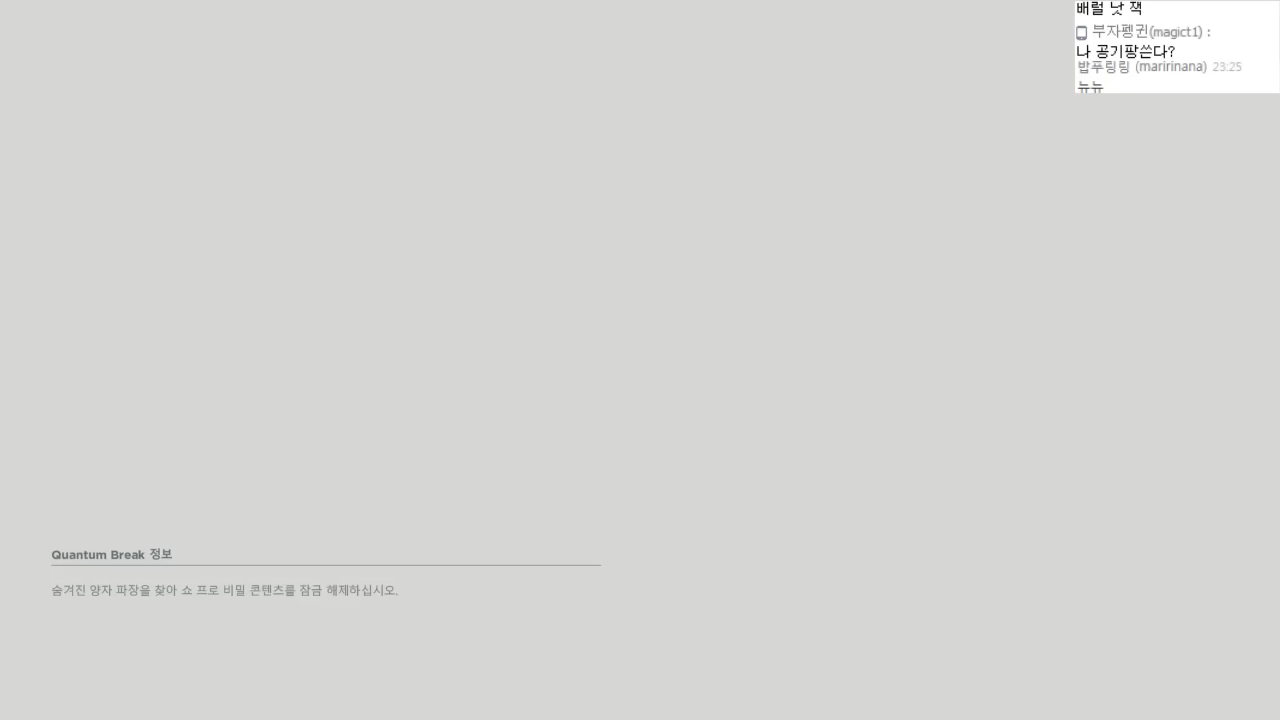 배럴 낫 잭
부자펭귄(magict1) :
나 공기팡쓴다?
밥푸링링 (maririnana) 23:25
뉴뉴
Quantum Break 정보
숨겨진 양자 파장을 찾아 쇼 프로 비밀 콘텐츠를 잠금 해제하십시오.